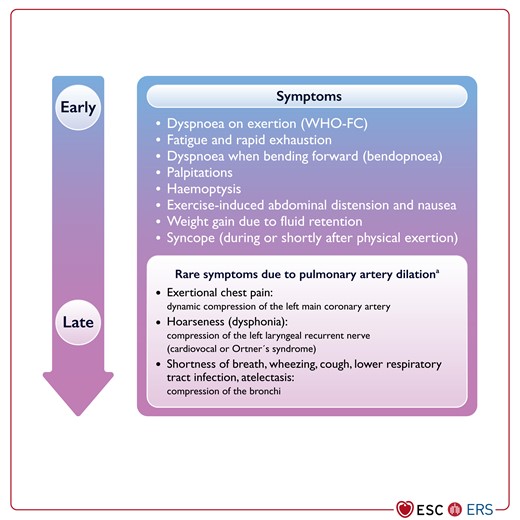 Early
Symptoms
• Dyspnoea on exertion (WHO-FC)
• Fatigue and rapid exhaustion
• Dyspnoea when bending forward (bendopnoea)
• Palpitations
• Haemoptysis
• Exercise-induced abdominal distension and nausea
• Weight gain due to fluid retention
• Syncope (during or shortly after physical exertion)
Rare symptoms due to pulmonary artery dilationª
• Exertional chest pain:
dynamic compression of the left main coronary artery
Late
• Hoarseness (dysphonia):
compression of the left laryngeal recurrent nerve
(cardiovocal or Ortner´s syndrome)
• Shortness of breath, wheezing, cough, lower respiratory
tract infection, atelectasis:
compression of the bronchi
ESC ERS